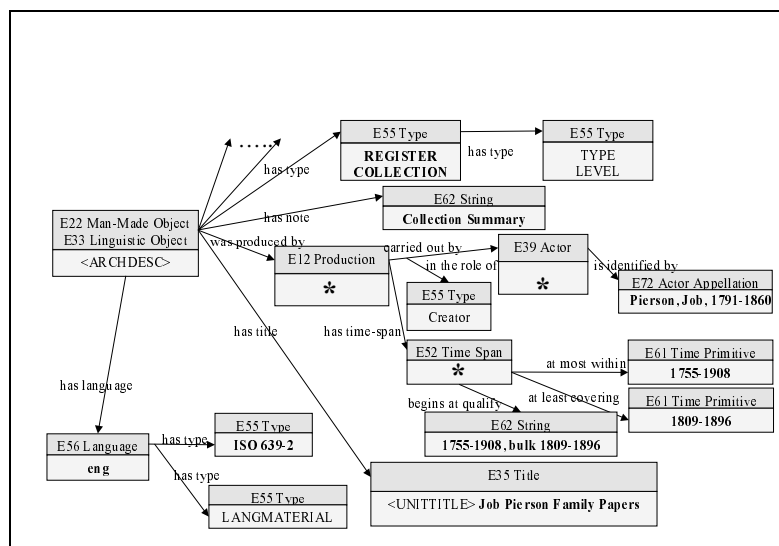 E55 Type
REGISTER
COLLECTION
has type
E55 Type
TYPE
LEVEL
.....
has type
E62 String
Collection Summary
has note
E22 Man-Made Object
E33 Linguistic Object
<ARCHDESC>
was produced by
E12 Production
*
carried out by
in the role of
E39 Actor
*
is identified by
E72 Actor Appellation
Pierson, Job, 1791-1860
E55 Type
Creator
has title
has time-span
E52 Time Span
*
at most within
E61 Time Primitive
1755-1908
at least covering
E61 Time Primitive
1809-1896
begins at qualify
E62 String
1755-1908, bulk 1809-1896
has language
E56 Language
eng
has type
E55 Type
ISO 639-2
has type
E55 Type
LANGMATERIAL
E35 Title
<UNITTITLE> Job Pierson Family Papers